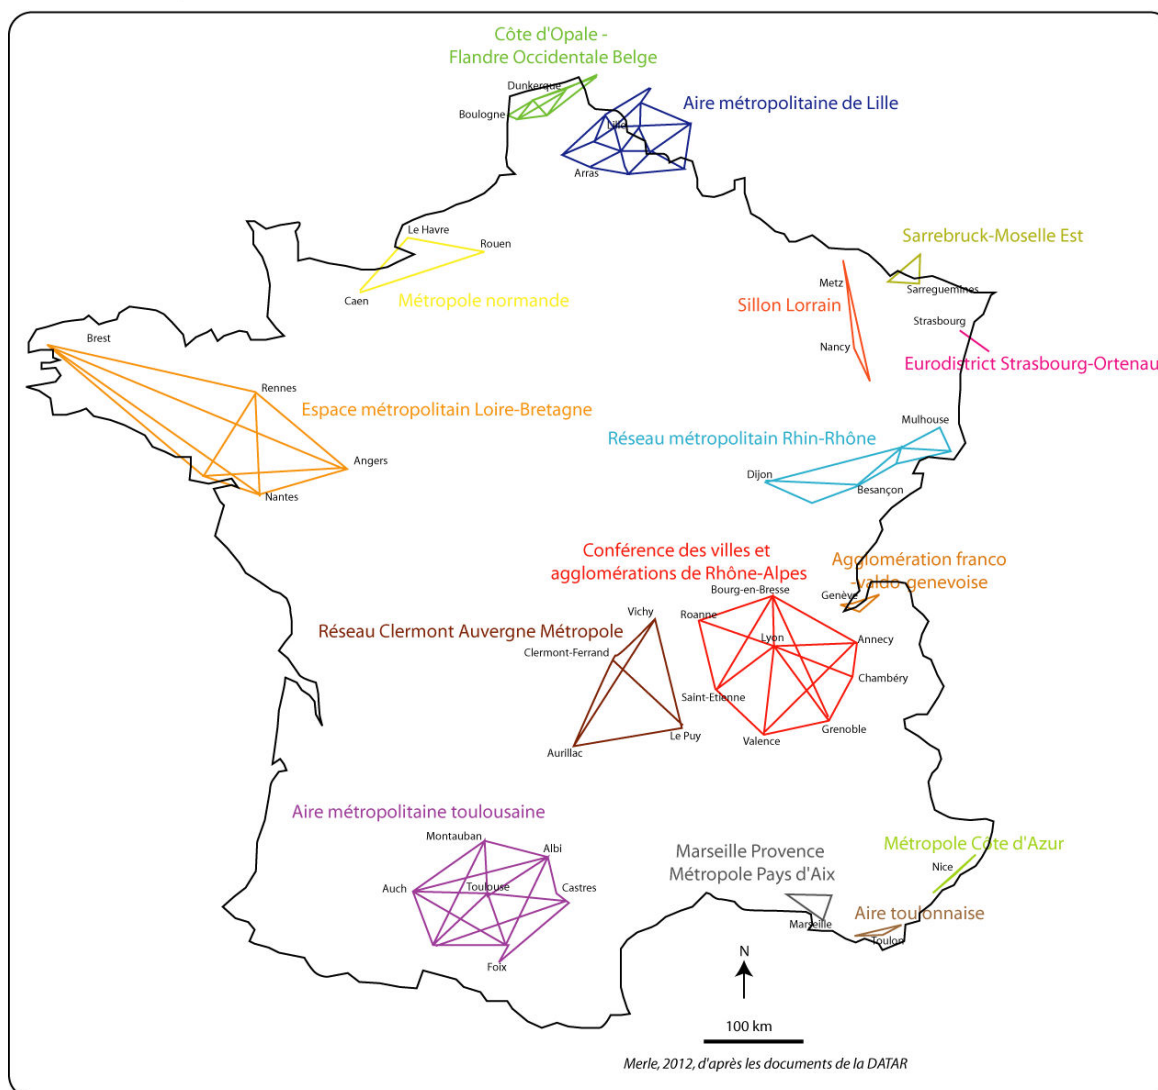 Côte d'Opale -
Flandre Occidentale Belge
Dunkerque
Boulogne
Aire métropolitaine de Lille
Lille
Arras
Le Havre
Rouen
Caen
Métropole normande
Sarrebruck-Moselle Est
Sarreguemines
Metz
Sillon Lorrain
Nancy
Strasbourg
Eurodistrict Strasbourg-Ortenau
Brest
Rennes
Espace métropolitain Loire-Bretagne
Angers
Nantes
Mulhouse
Réseau métropolitain Rhin-Rhône
Dijon
Besançon
Conférence des villes et
agglomérations de Rhône-Alpes
Bourg-en-Bresse
Roanne
Lyon
Annecy
Chambéry
Saint-Etienne
Grenoble
Valence
Agglomération franco
-valdo-genevoise
Genève
Vichy
Réseau Clermont Auvergne Métropole
Clermont-Ferrand
Le Puy
Aurillac
Aire métropolitaine toulousaine
Montauban
Albi
Auch
Toulouse
Castres
Foix
Marseille Provence
Métropole Pays d'Aix
Marseille
Métropole Côte d'Azur
Nice
Aire toulonnaise
Toulon
N
100 km
Merle, 2012, d'après les documents de la DATAR